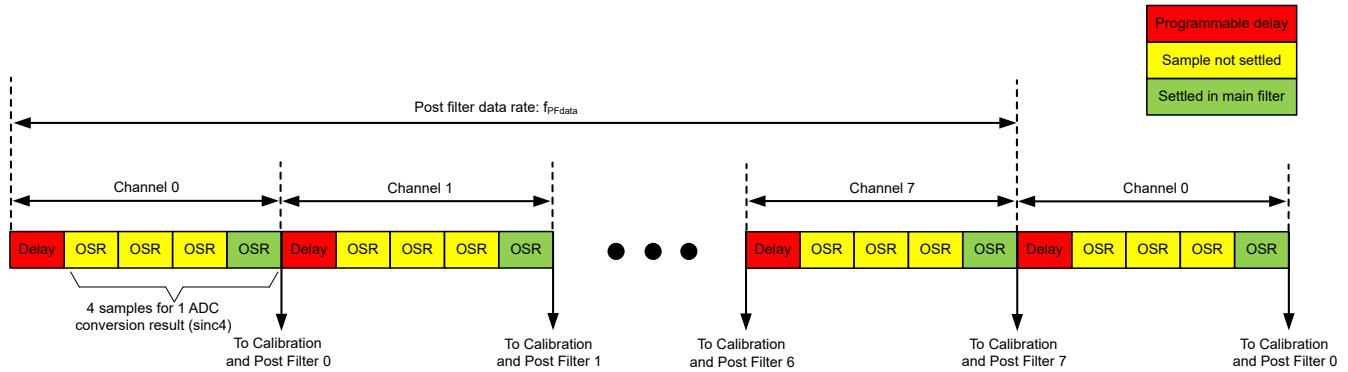 Programmable delay
Sample not settled
Settled in main filter
Post filter data rate: fPFdata
Channel 0
Channel 1
Channel 7
Channel 0
Delay OSR OSR OSR OSR Delay OSR OSR OSR OSR Delay OSR OSR OSR OSR Delay OSR OSR OSR OSR
4 samples for 1 ADC
conversion result (sinc4)
To Calibration
and Post Filter 0
To Calibration
and Post Filter 1
To Calibration
and Post Filter 6
To Calibration
and Post Filter 7
To Calibration
and Post Filter 0